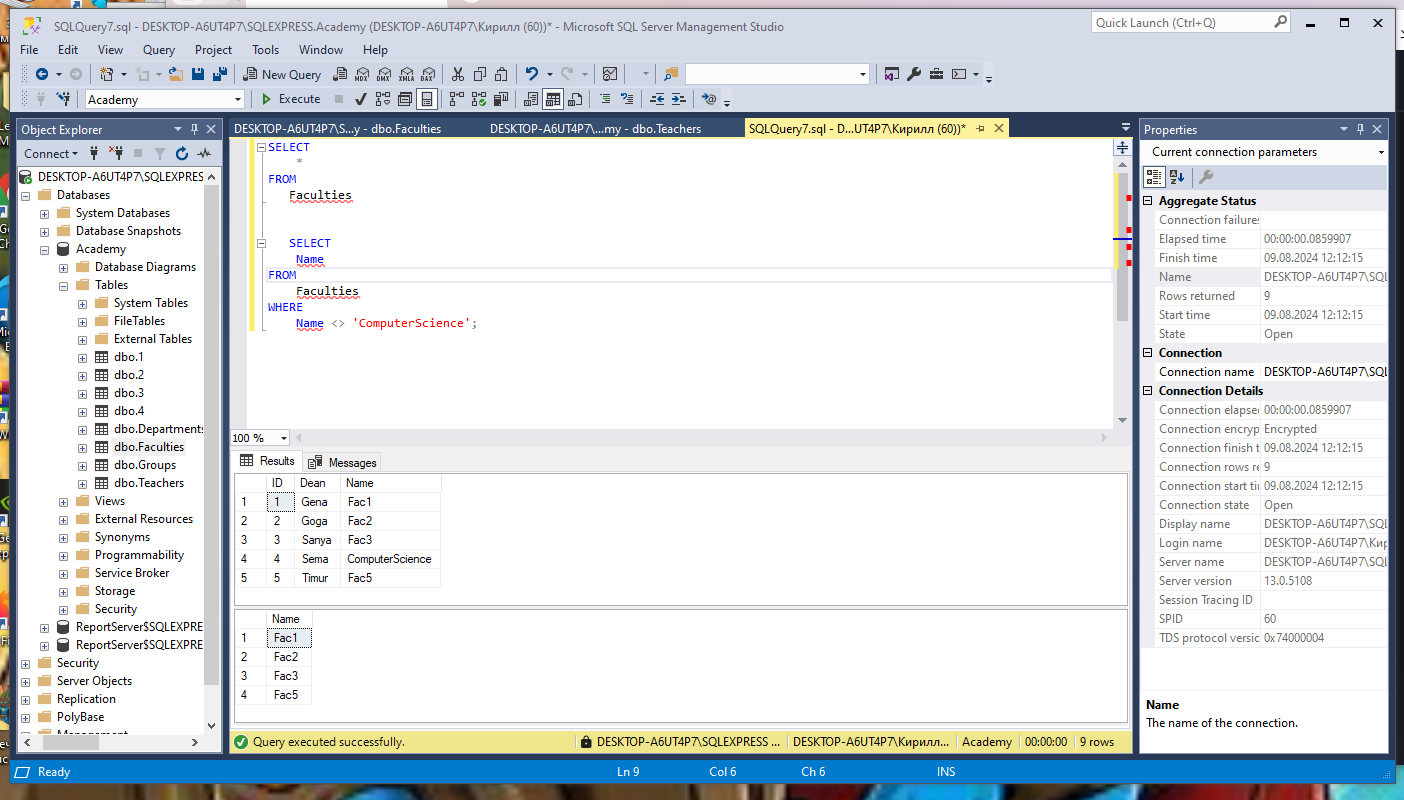 SQLQuery7.sql - DESKTOP-A6UT4P7\SQLEXPRESS.Academy (DESKTOP-A6UT4P7\Кирилл (60))* - Microsoft SQL Server Management Studio
Quick Launch (Ctrl+Q)
File Edit View Query Project Tools Window Help
New Query MDX DMX XMLA DAX
Academy Execute
Object Explorer
Connect
DESKTOP-A6UT4P7\SQLEXPRES
Databases
System Databases
Database Snapshots
Academy
Database Diagrams
Tables
System Tables
FileTables
External Tables
dbo.1
dbo.2
dbo.3
dbo.4
dbo.Departments
dbo.Faculties
dbo.Groups
dbo.Teachers
Views
External Resources
Synonyms
Programmability
Service Broker
Storage
Security
ReportServer$SQLEXPRE
ReportServer$SQLEXPRE
Security
Server Objects
Replication
PolyBase
Management
DESKTOP-A6UT4P7\S...y - dbo.Faculties
DESKTOP-A6UT4P7\...my - dbo.Teachers
SQLQuery7.sql - D...UT4P7\Кирилл (60))*
SELECT
*
FROM
Faculties
SELECT
Name
FROM
Faculties
WHERE
Name <> 'ComputerScience';
100 %
Results Messages
ID Dean Name
1 1 Gena Fac1
2 2 Goga Fac2
3 3 Sanya Fac3
4 4 Sema ComputerScience
5 5 Timur Fac5
Name
1 Fac1
2 Fac2
3 Fac3
4 Fac5
Query executed successfully.
DESKTOP-A6UT4P7\SQLEXPRESS ... DESKTOP-A6UT4P7\Кирилл... Academy 00:00:00 9 rows
Properties
Current connection parameters
Aggregate Status
Connection failures
Elapsed time 00:00:00.0859907
Finish time 09.08.2024 12:12:15
Name DESKTOP-A6UT4P7\SQL
Rows returned 9
Start time 09.08.2024 12:12:15
State Open
Connection
Connection name DESKTOP-A6UT4P7\SQL
Connection Details
Connection elapsed 00:00:00.0859907
Connection encryp Encrypted
Connection finish t 09.08.2024 12:12:15
Connection rows re 9
Connection start tir 09.08.2024 12:12:15
Connection state Open
Display name DESKTOP-A6UT4P7\SQL
Login name DESKTOP-A6UT4P7\Кир
Server name DESKTOP-A6UT4P7\SQL
Server version 13.0.5108
Session Tracing ID
SPID 60
TDS protocol versic 0x74000004
Name
The name of the connection.
Ready Ln 9 Col 6 Ch 6 INS